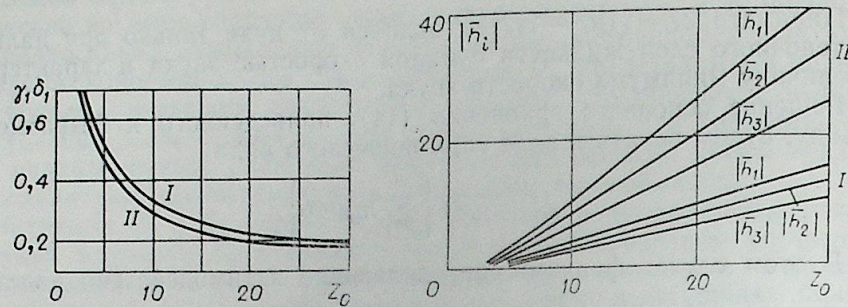 γ₁δ₁
0,6
0,4
0,2
I
II
0 10 20 Z₀
40
20
|h̄ᵢ|
|h̄₁|
|h̄₂|
|h̄₃|
II
|h̄₁|
|h̄₂|
|h̄₃|
I
0 10 20 Z₀